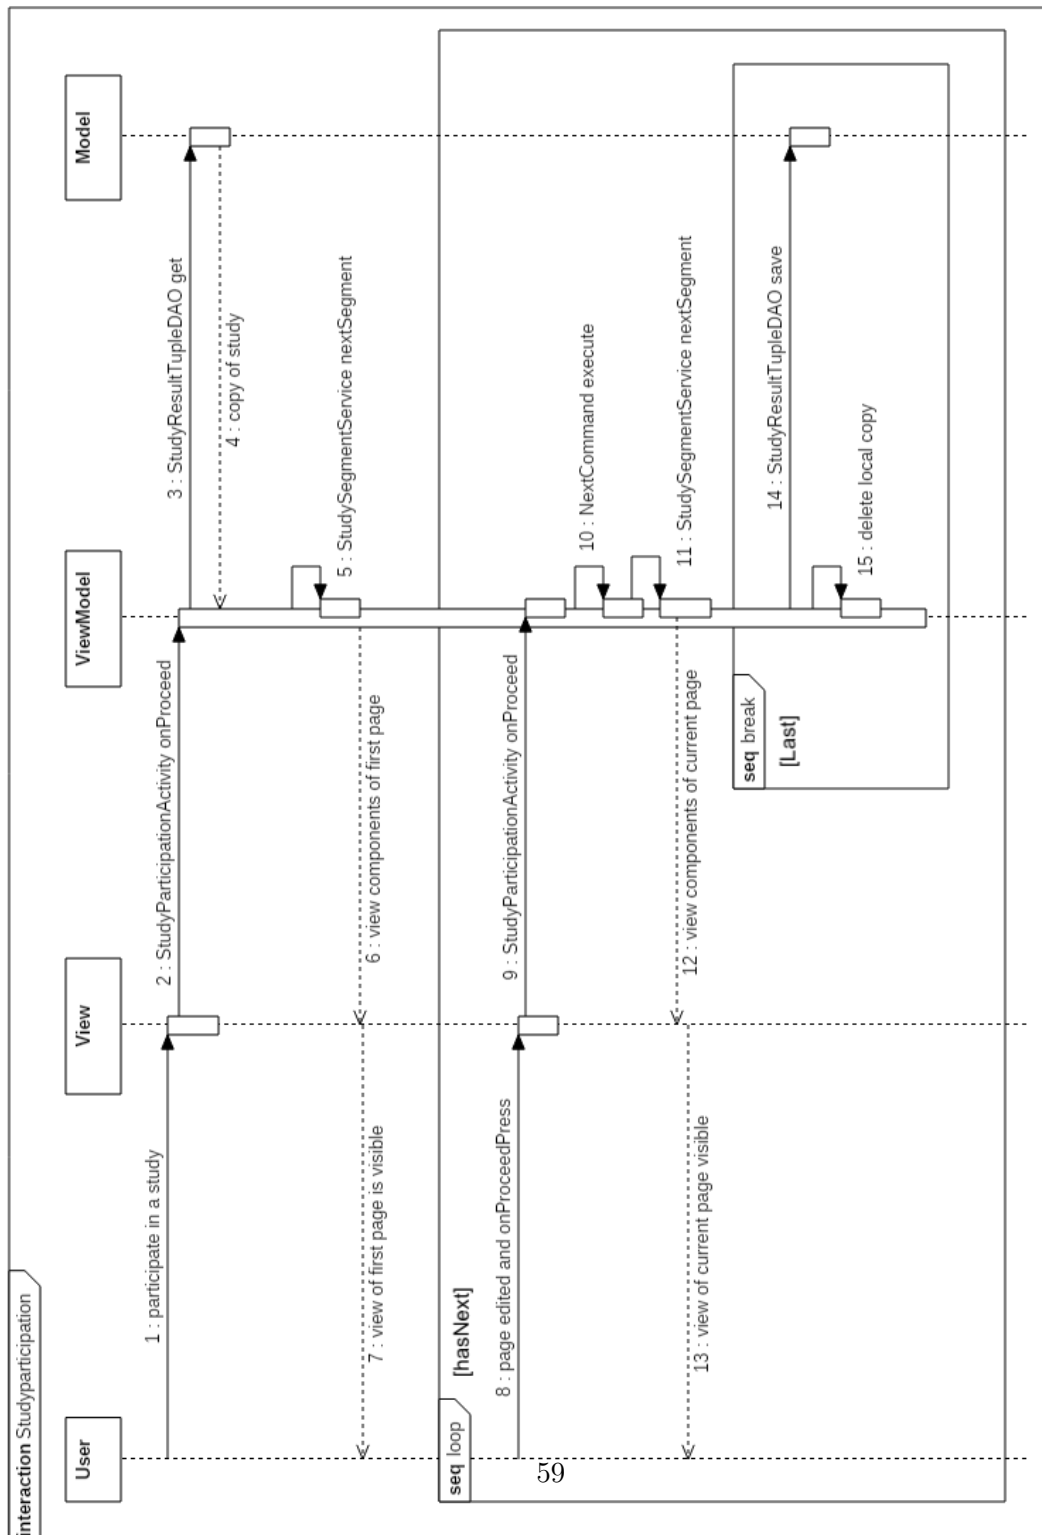 interaction Studyparticipation
User
View
ViewModel
Model
1 : participate in a study
2 : StudyParticipationActivity onProceed
3 : StudyResultTupleDAO get
4 : copy of study
5 : StudySegmentService nextSegment
6 : view components of first page
7 : view of first page is visible
seq loop
[hasNext]
8 : page edited and onProceedPress
9 : StudyParticipationActivity onProceed
10 : NextCommand execute
11 : StudySegmentService nextSegment
12 : view components of current page
13 : view of current page visible
seq break
[Last]
14 : StudyResultTupleDAO save
15 : delete local copy
59